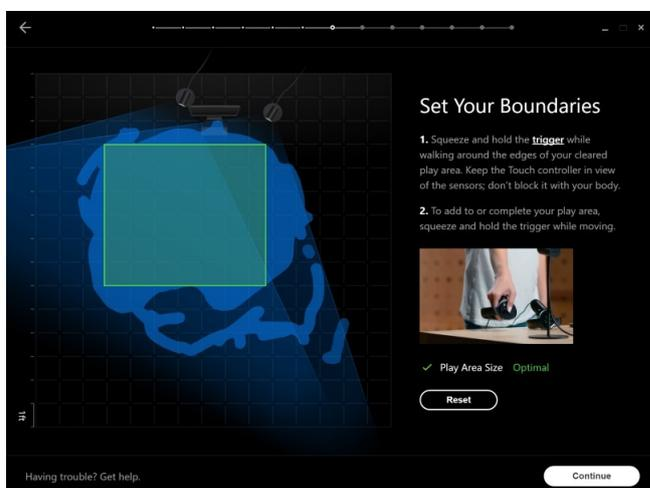 Set Your Boundaries
1. Squeeze and hold the trigger while
walking around the edges of your cleared
play area. Keep the Touch controller in view
of the sensors; don't block it with your body.
2. To add to or complete your play area,
squeeze and hold the trigger while moving.
Play Area Size Optimal
Reset
1ft
Having trouble? Get help.
Continue